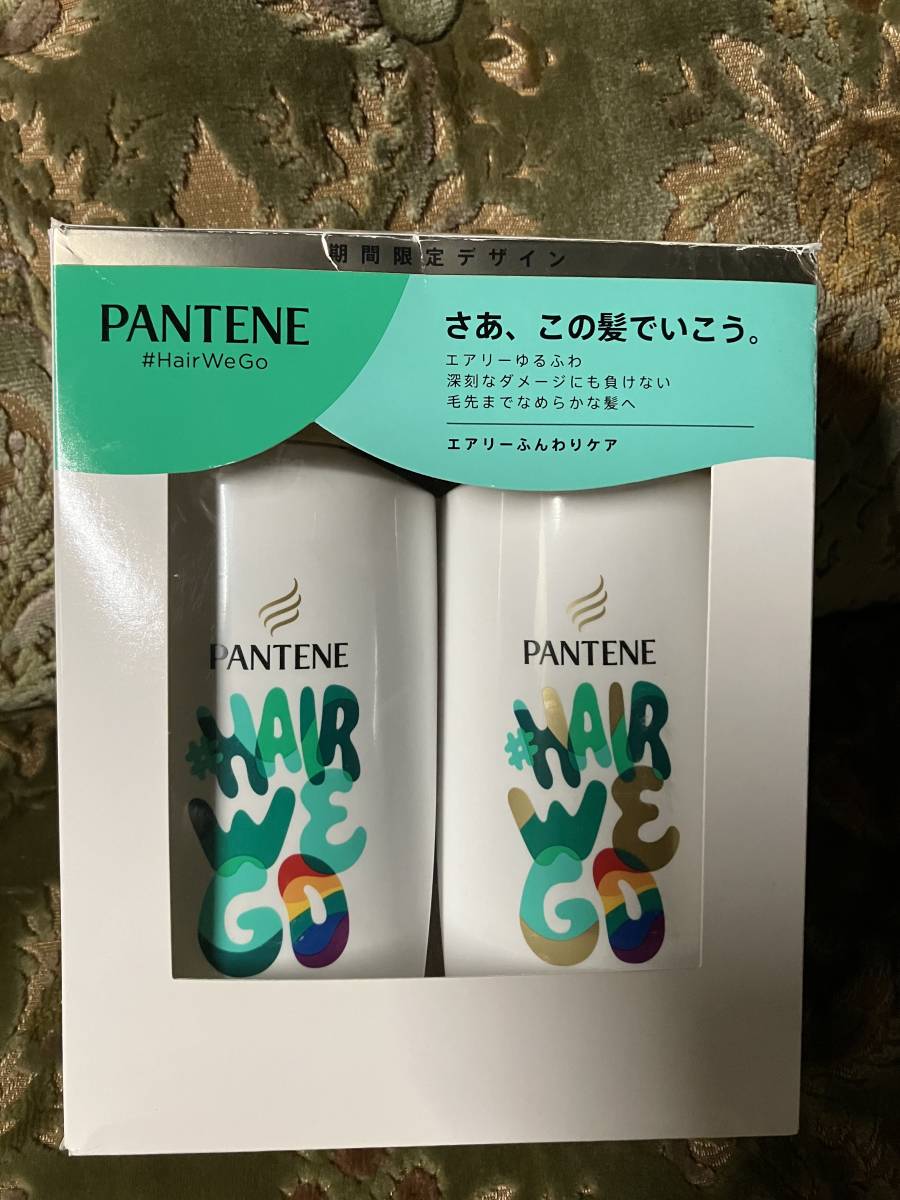 期間限定デザイン
PANTENE
#HairWeGo
さあ、この髪でいこう。
エアリーゆるふわ
深刻なダメージにも負けない
毛先までなめらかな髪へ
エアリーふんわりケア
PANTENE
#HAIR
WE
GO
PANTENE
#HAIR
WE
GO